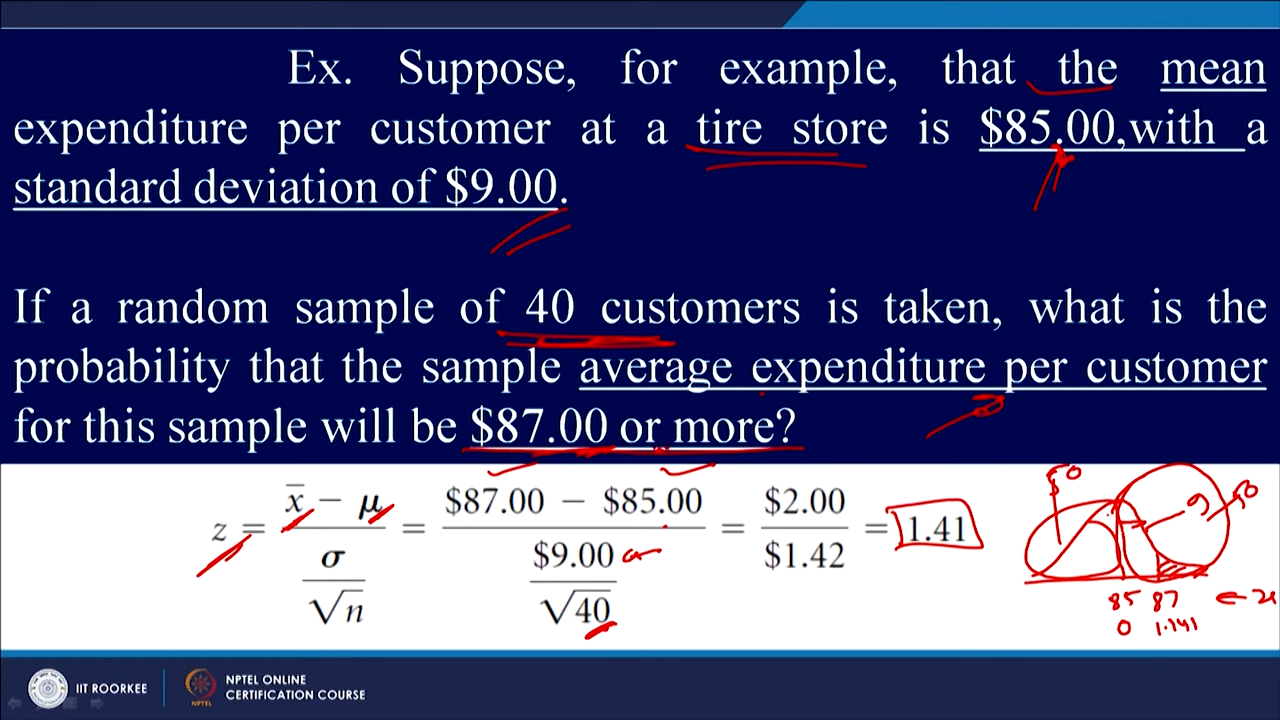 Ex. Suppose, for example, that the mean
expenditure per customer at a tire store is $85.00,with a
standard deviation of $9.00.
If a random sample of 40 customers is taken, what is the
probability that the sample average expenditure per customer
for this sample will be $87.00 or more?
z = (x̄ − μ) / (σ / √n) = ($87.00 − $85.00) / ($9.00 / √40) = $2.00 / $1.42 = 1.41
85 87
0
IIT ROORKEE
NPTEL ONLINE
CERTIFICATION COURSE
NPTEL